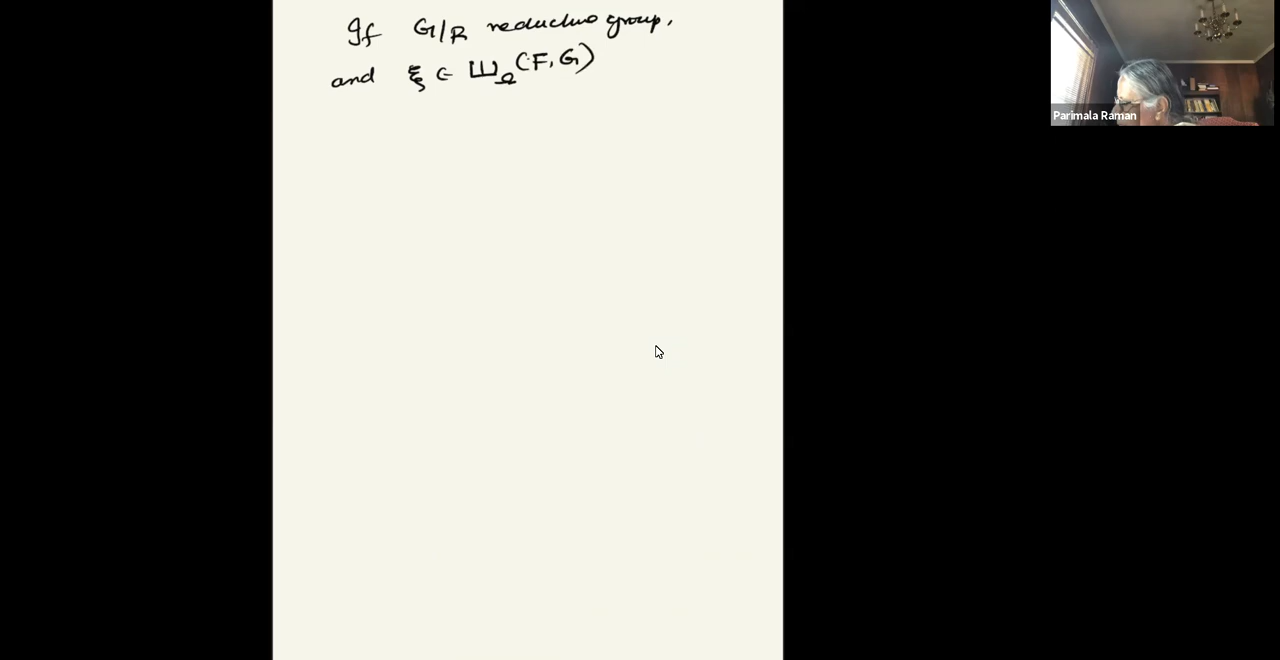 If G/R reductive group,
and ξ ∈ Ш_Ω (F, G)
Parimala Raman